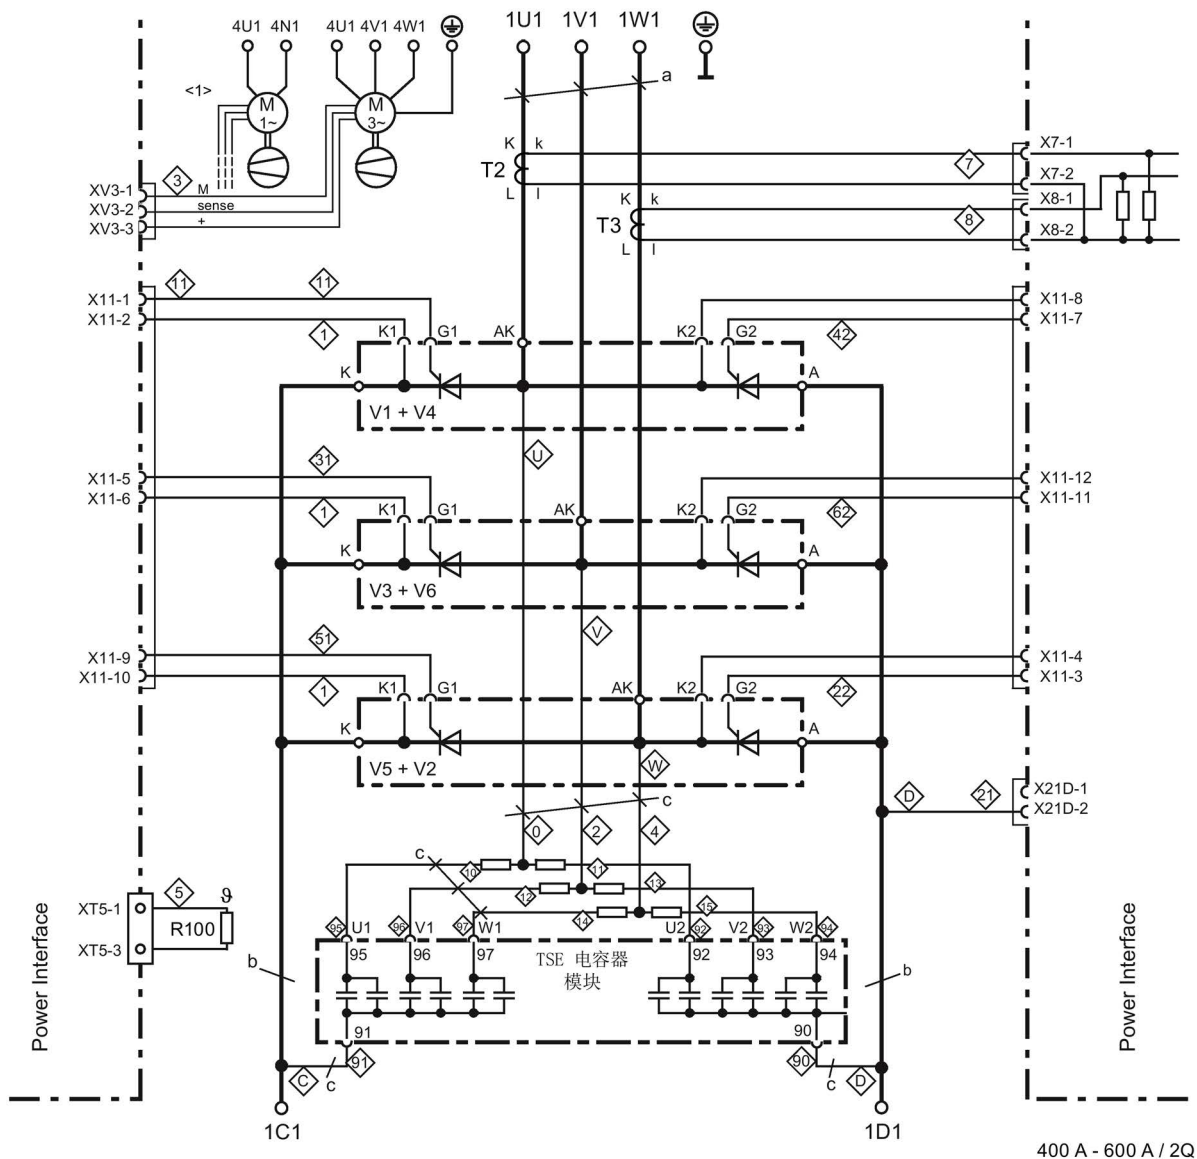 4U1 4N1 4U1 4V1 4W1 1U1 1V1 1W1
a
<1> M 1~ M 3~
K k X7-1
T2 7 X7-2
3 L l K k X8-1
XV3-1 M
XV3-2 sense T3 8
XV3-3 + L l X8-2
11 11
X11-1 X11-8
X11-2 1 K1 G1 AK K2 G2 42 X11-7
K A
V1 + V4
U
31
X11-5 X11-12
X11-6 1 K1 G1 AK K2 G2 62 X11-11
K A
V3 + V6
V
51
X11-9 X11-4
X11-10 1 K1 G1 AK K2 G2 22 X11-3
K A
V5 + V2 W
D 21 X21D-1
c X21D-2
0 2 4
c 10 11
5 12 13
XT5-1 ϑ 14 15
R100 95 U1 96 V1 97 W1 U2 92 V2 93 W2 94
XT5-3 95 96 97 TSE 电容器 92 93 94
b 模块 b
91 90
91 90
C c c D
1C1 1D1
Power Interface
Power Interface
400 A - 600 A / 2Q